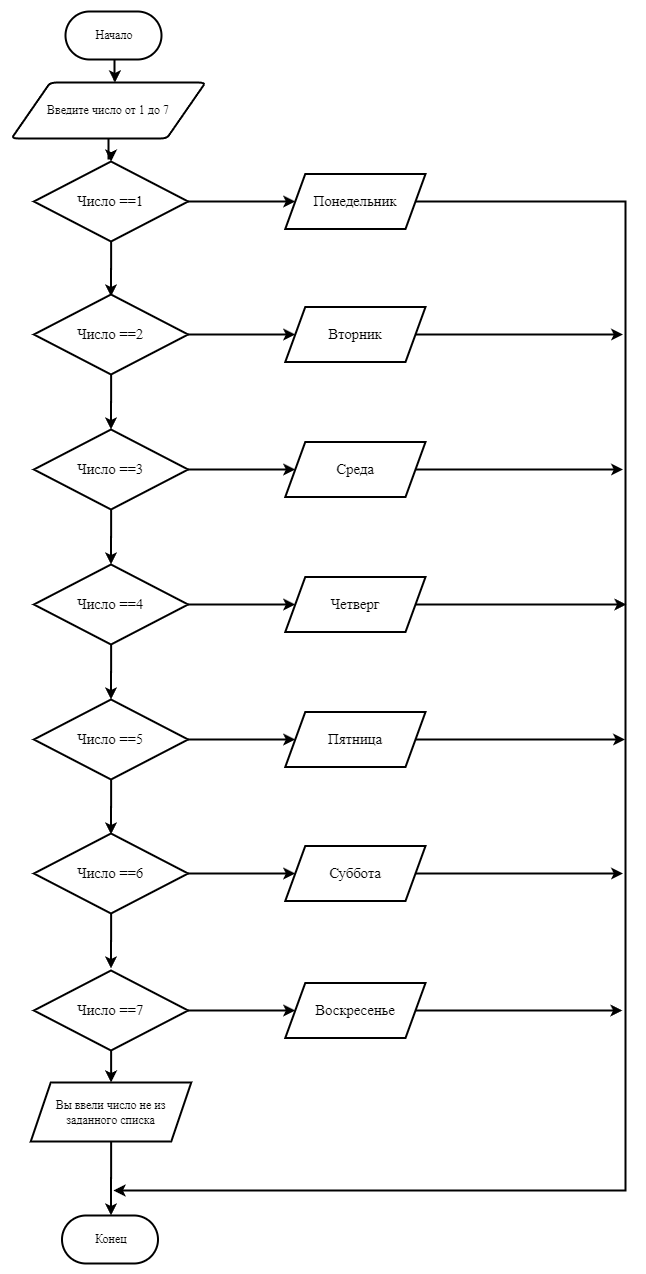 Начало
Введите число от 1 до 7
Число ==1
Понедельник
Число ==2
Вторник
Число ==3
Среда
Число ==4
Четверг
Число ==5
Пятница
Число ==6
Суббота
Число ==7
Воскресенье
Вы ввели число не из
заданного списка
Конец